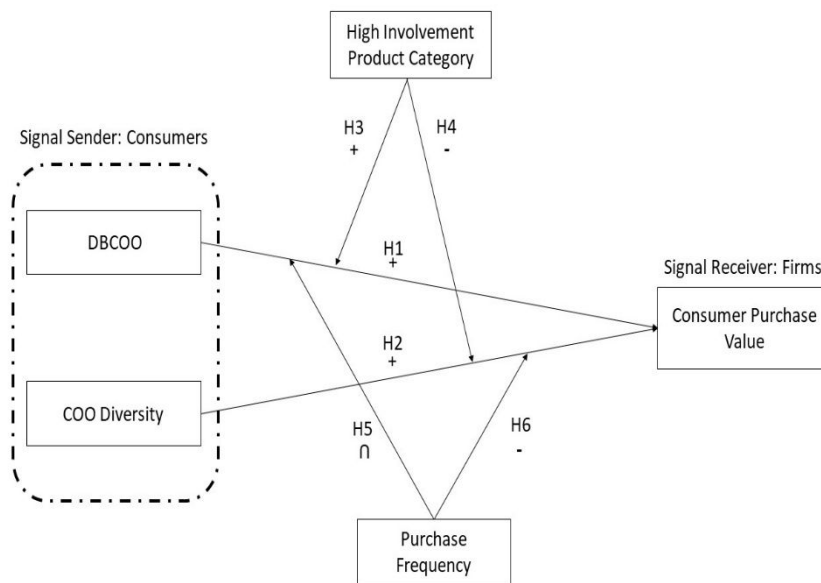 High Involvement
Product Category
Signal Sender: Consumers
H3
+
H4
-
DBCOO
H1
+
Signal Receiver: Firms
Consumer Purchase
Value
H2
+
COO Diversity
H5
∩
H6
-
Purchase
Frequency